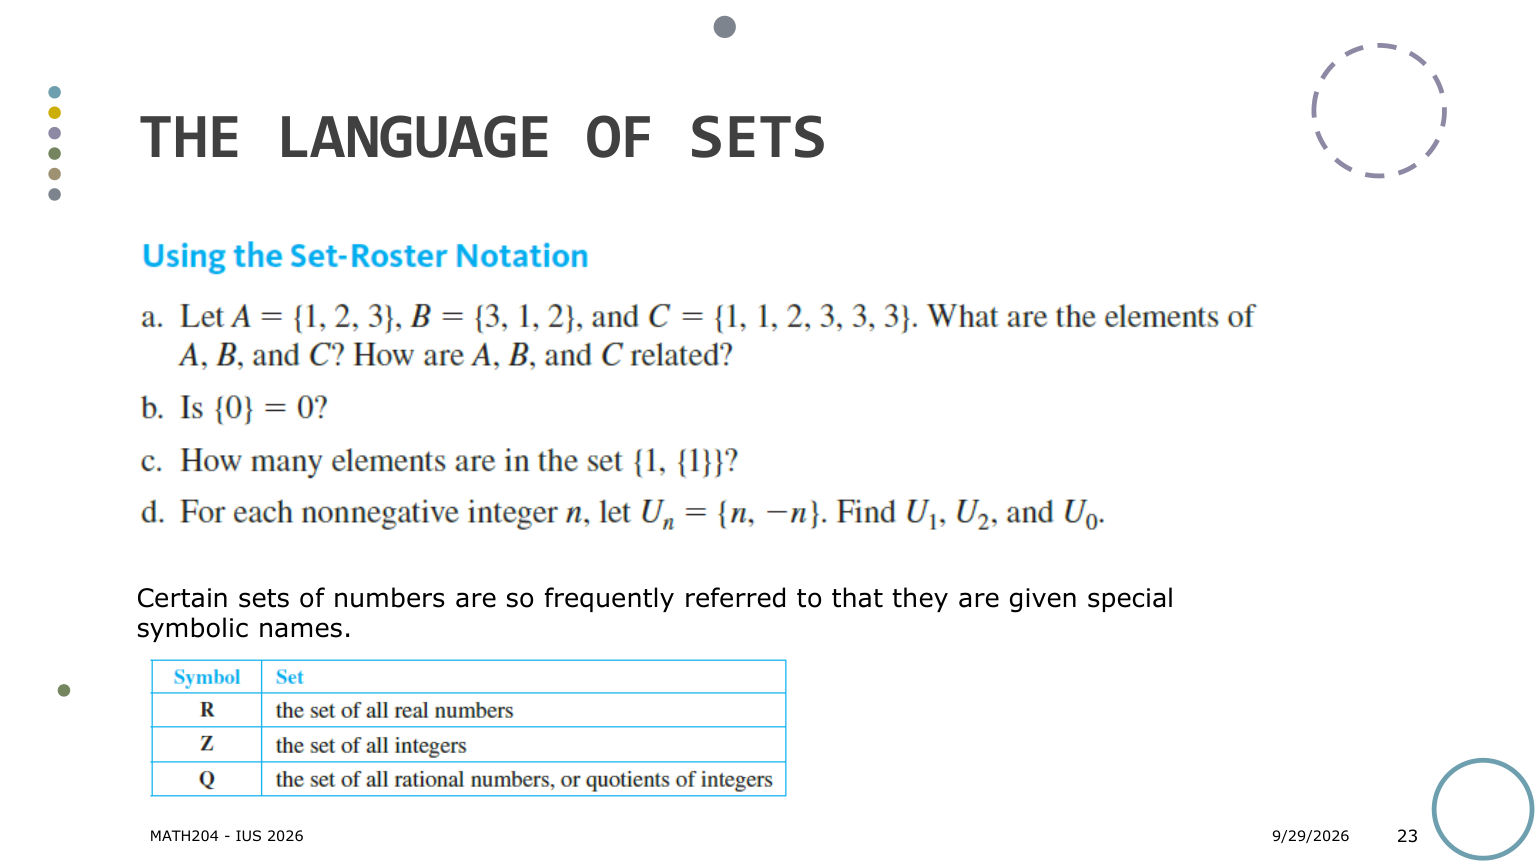 THE LANGUAGE OF SETS
Using the Set-Roster Notation
a. Let A = {1, 2, 3}, B = {3, 1, 2}, and C = {1, 1, 2, 3, 3, 3}. What are the elements of
A, B, and C? How are A, B, and C related?
b. Is {0} = 0?
c. How many elements are in the set {1, {1}}?
d. For each nonnegative integer n, let Uₙ = {n, −n}. Find U₁, U₂, and U₀.
Certain sets of numbers are so frequently referred to that they are given special
symbolic names.
Symbol Set
R the set of all real numbers
Z the set of all integers
Q the set of all rational numbers, or quotients of integers
MATH204 - IUS 2026 9/29/2026 23